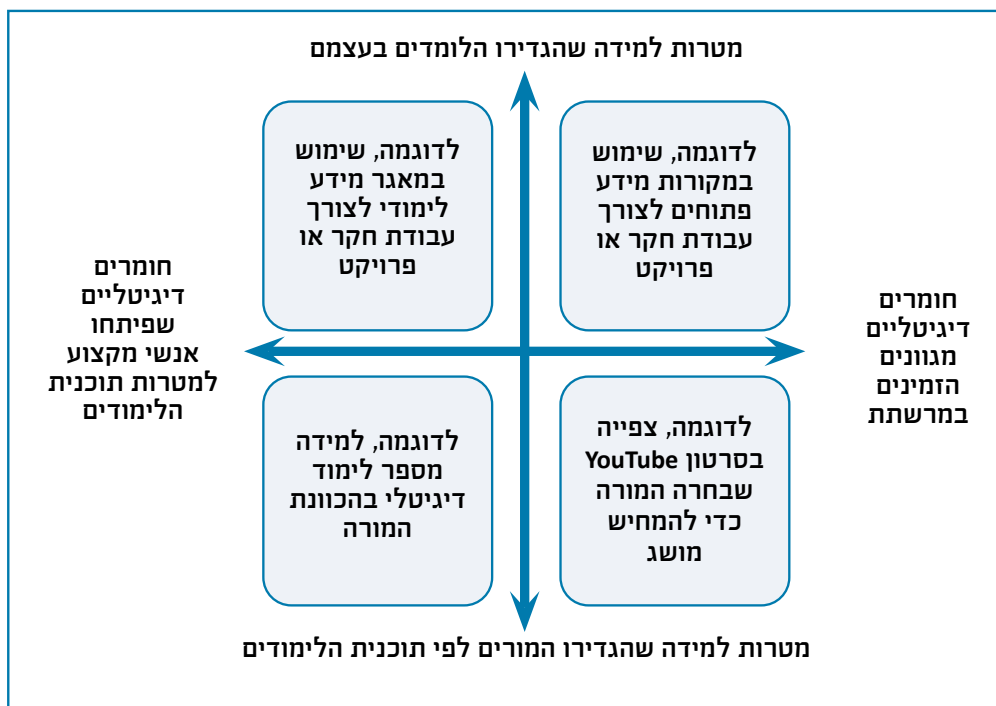 מטרות למידה שהגדירו הלומדים בעצמם
לדוגמה, שימוש
במקורות מידע
פתוחים לצורך
עבודת חקר או
פרויקט
לדוגמה, שימוש
במאגר מידע
לימודי לצורך
עבודת חקר או
פרויקט
חומרים
דיגיטליים
מגוונים
הזמינים
במרשתת
חומרים
דיגיטליים
שפיתחו
אנשי מקצוע
למטרות תוכנית
הלימודים
לדוגמה, צפייה
בסרטון YouTube
שבחרה המורה
כדי להמחיש
מושג
לדוגמה, למידה
מספר לימוד
דיגיטלי בהכוונת
המורה
מטרות למידה שהגדירו המורים לפי תוכנית הלימודים